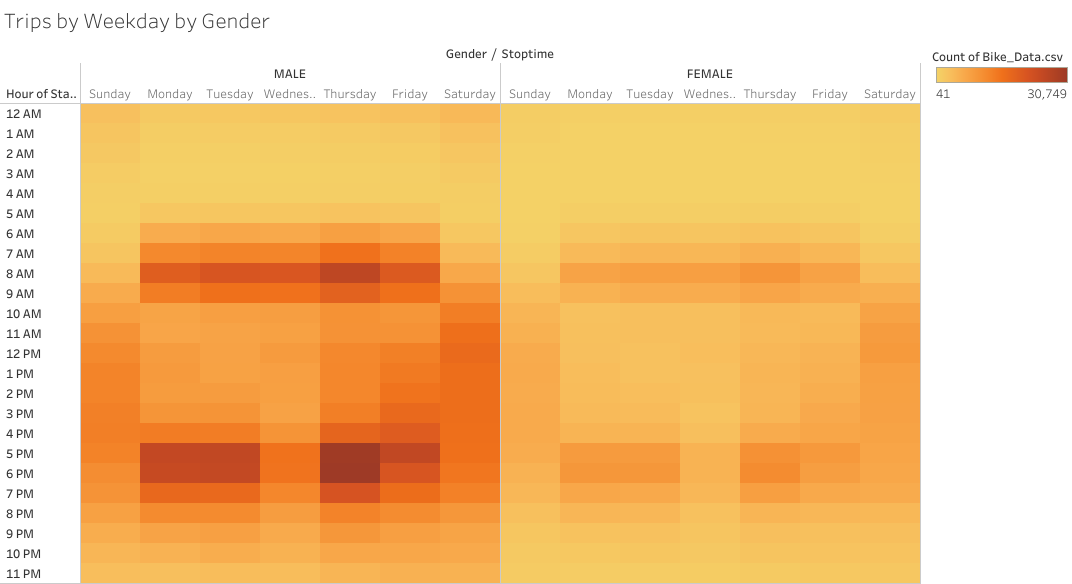 Trips by Weekday by Gender
Gender / Stoptime
Count of Bike_Data.csv
MALE FEMALE
41 30,749
Hour of Sta.. Sunday Monday Tuesday Wednes.. Thursday Friday Saturday Sunday Monday Tuesday Wednes.. Thursday Friday Saturday
12 AM
1 AM
2 AM
3 AM
4 AM
5 AM
6 AM
7 AM
8 AM
9 AM
10 AM
11 AM
12 PM
1 PM
2 PM
3 PM
4 PM
5 PM
6 PM
7 PM
8 PM
9 PM
10 PM
11 PM